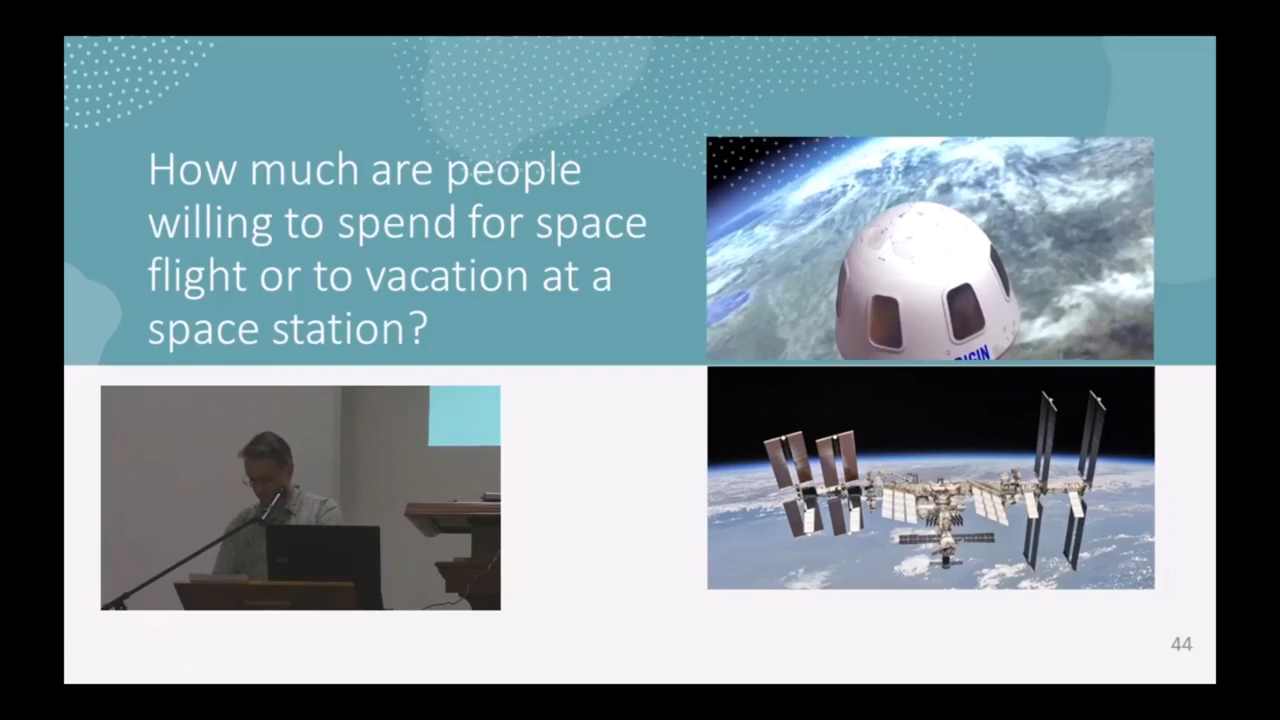 How much are people
willing to spend for space
flight or to vacation at a
space station?
44